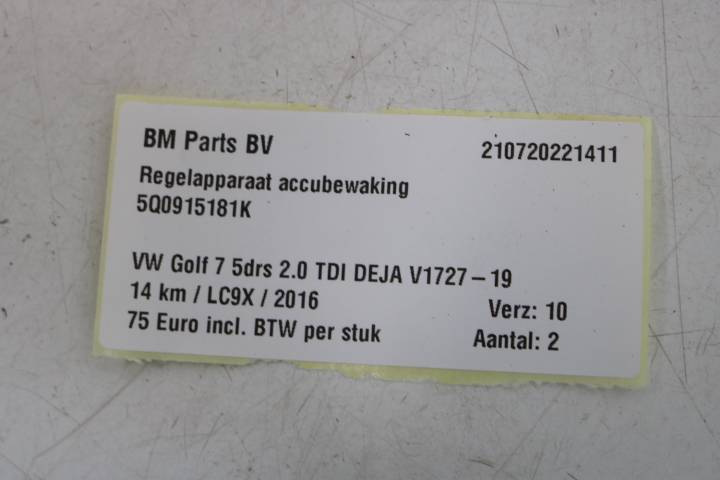 BM Parts BV 210720221411
Regelapparaat accubewaking
5Q0915181K
VW Golf 7 5drs 2.0 TDI DEJA V1727-19
14 km / LC9X / 2016 Verz: 10
75 Euro incl. BTW per stuk Aantal: 2